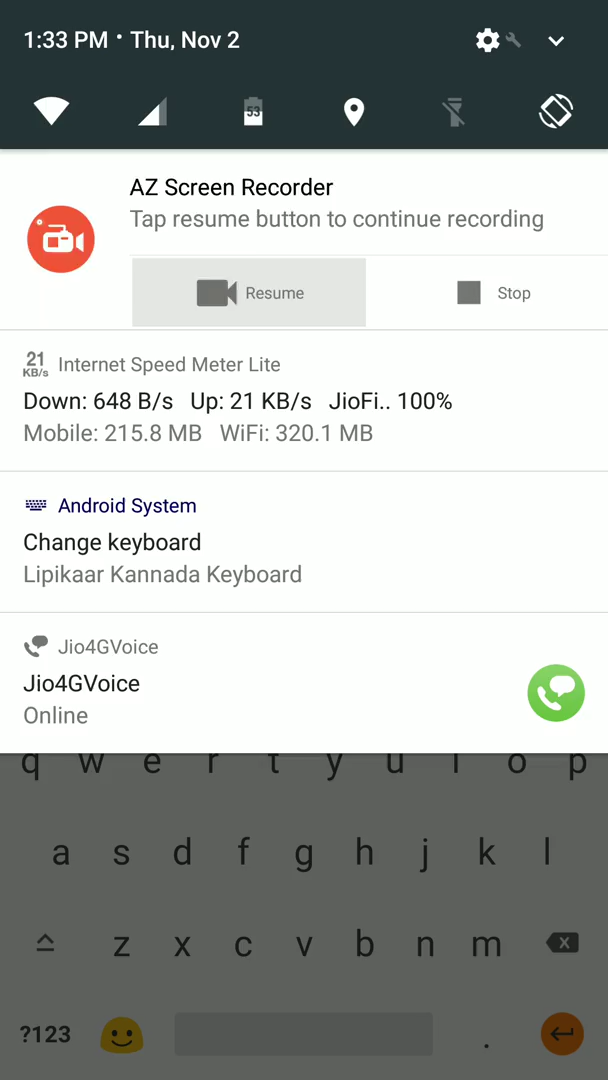 1:33 PM • Thu, Nov 2
53
AZ Screen Recorder
Tap resume button to continue recording
Resume
Stop
21 KB/s Internet Speed Meter Lite
Down: 648 B/s Up: 21 KB/s JioFi.. 100%
Mobile: 215.8 MB WiFi: 320.1 MB
Android System
Change keyboard
Lipikaar Kannada Keyboard
Jio4GVoice
Jio4GVoice
Online
q w e r t y u i o p
a s d f g h j k l
z x c v b n m
?123 .